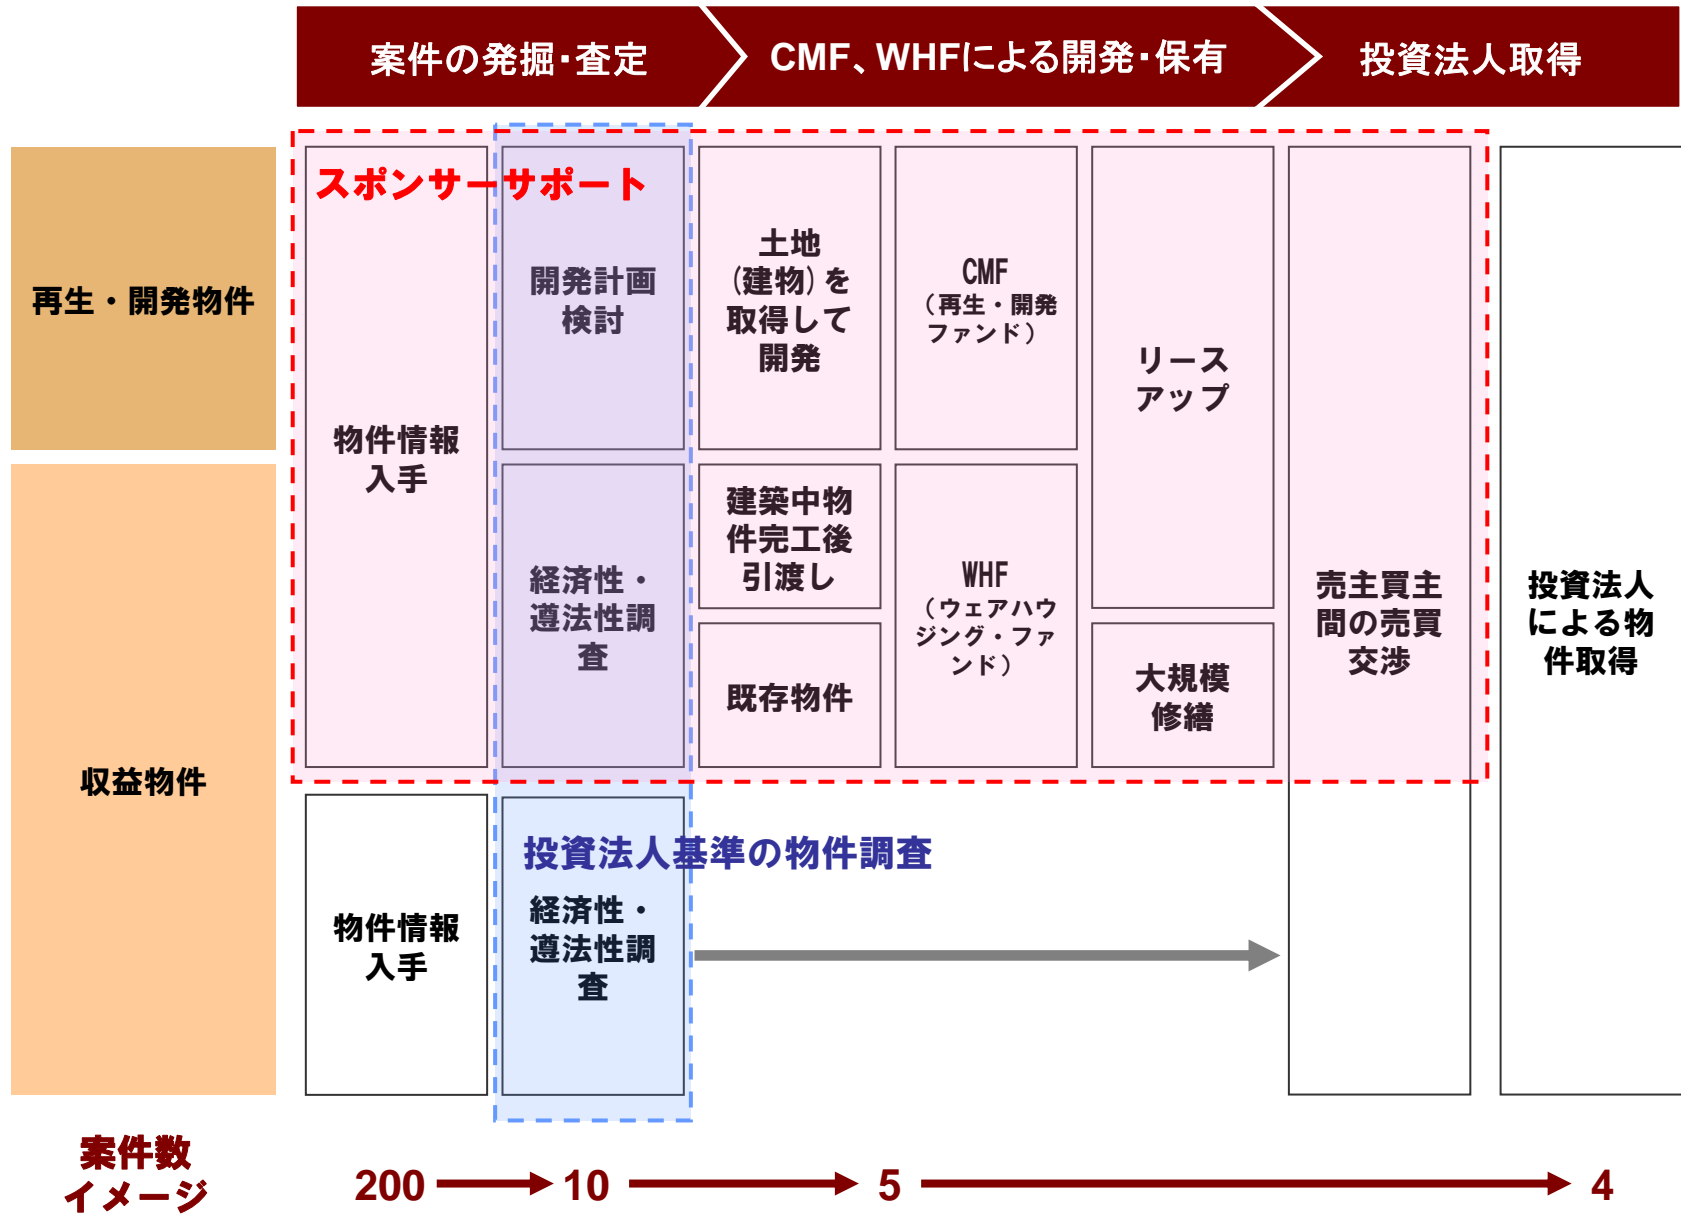 案件の発掘・査定
CMF、WHFによる開発・保有
投資法人取得
スポンサーサポート
再生・開発物件
収益物件
物件情報
入手
開発計画
検討
経済性・
遵法性調
査
土地
(建物)を
取得して
開発
建築中物
件完工後
引渡し
既存物件
CMF
（再生・開発
ファンド）
WHF
（ウェアハウ
ジング・ファ
ンド）
リース
アップ
大規模
修繕
売主買主
間の売買
交渉
投資法人
による物
件取得
投資法人基準の物件調査
物件情報
入手
経済性・
遵法性調
査
案件数
イメージ
200 10 5 4